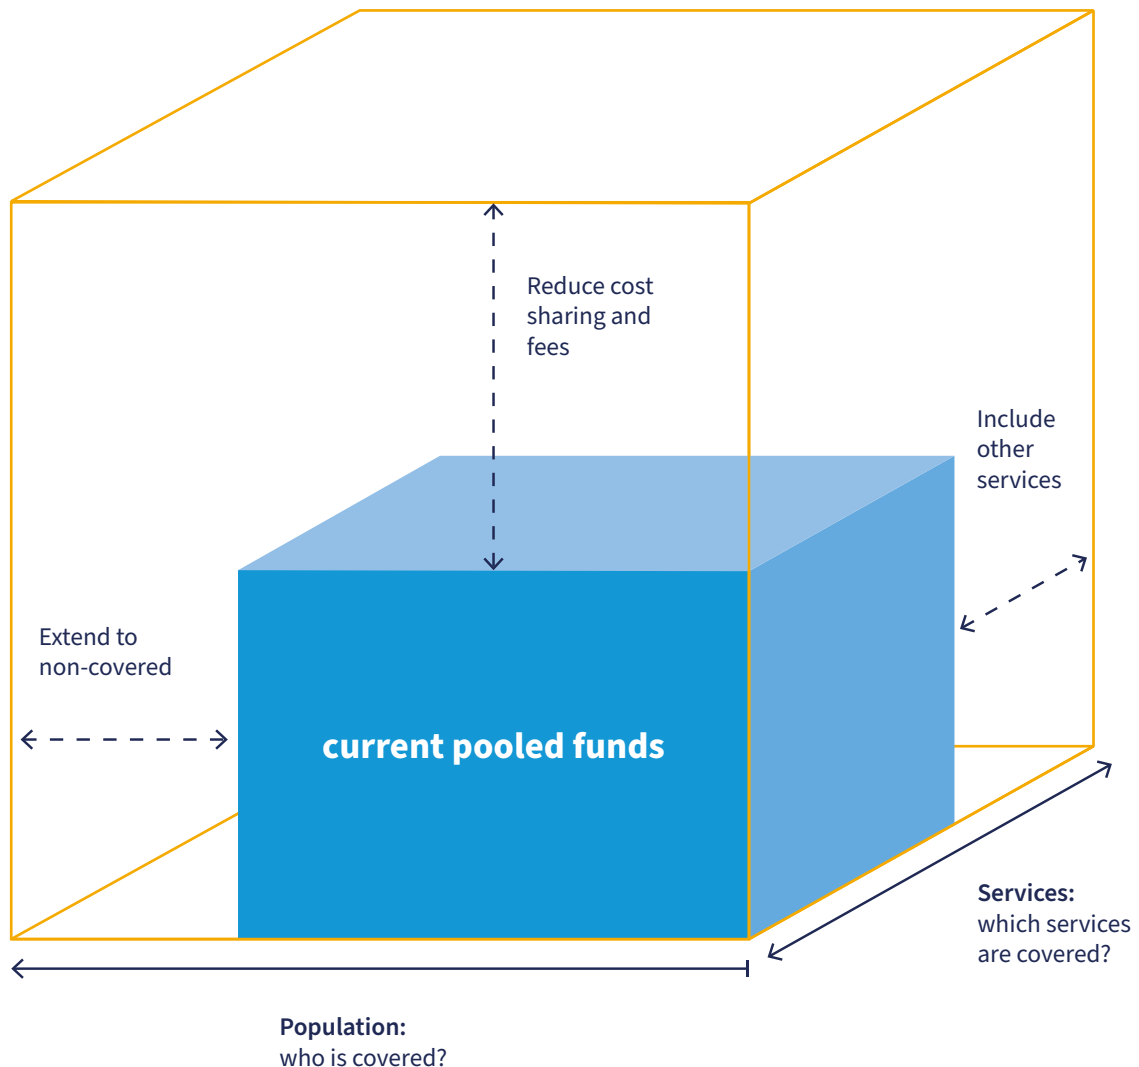 Reduce cost
sharing and
fees
Include
other
services
Extend to
non-covered
current pooled funds
Services:
which services
are covered?
Population:
who is covered?